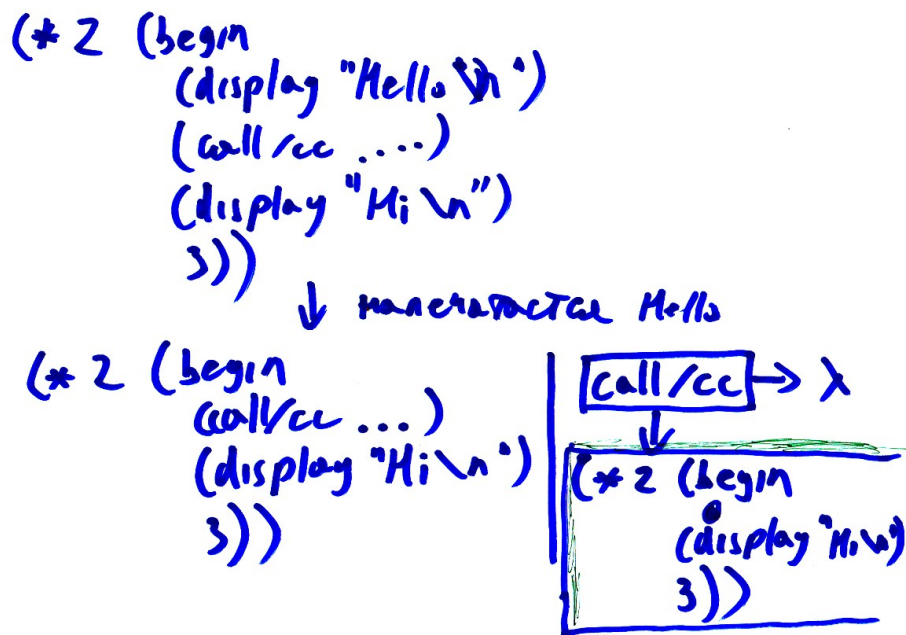 (* 2 (begin
(display "Hello \n")
(call/cc ....)
(display "Hi \n")
3))
↓ напечатается Hello
(* 2 (begin
(call/cc ...)
(display "Hi \n")
3))
call/cc → λ
(* 2 (begin
(display "Hi \n")
3))